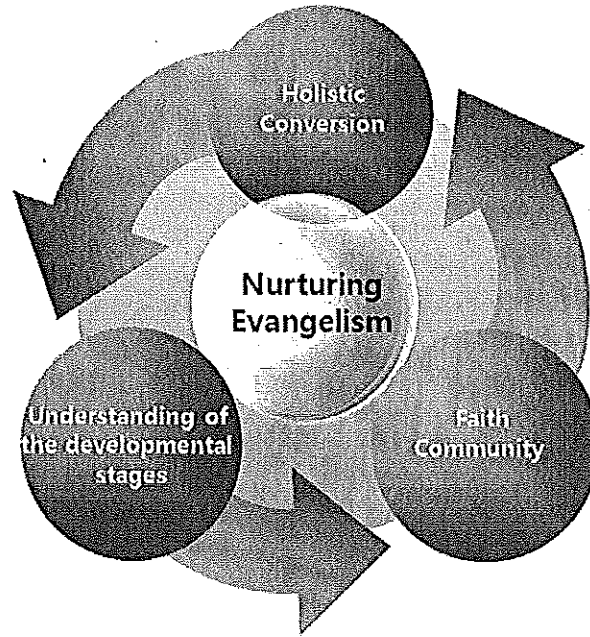 Holistic
Conversion
Nurturing
Evangelism
Understanding of
the developmental
stages
Faith
Community